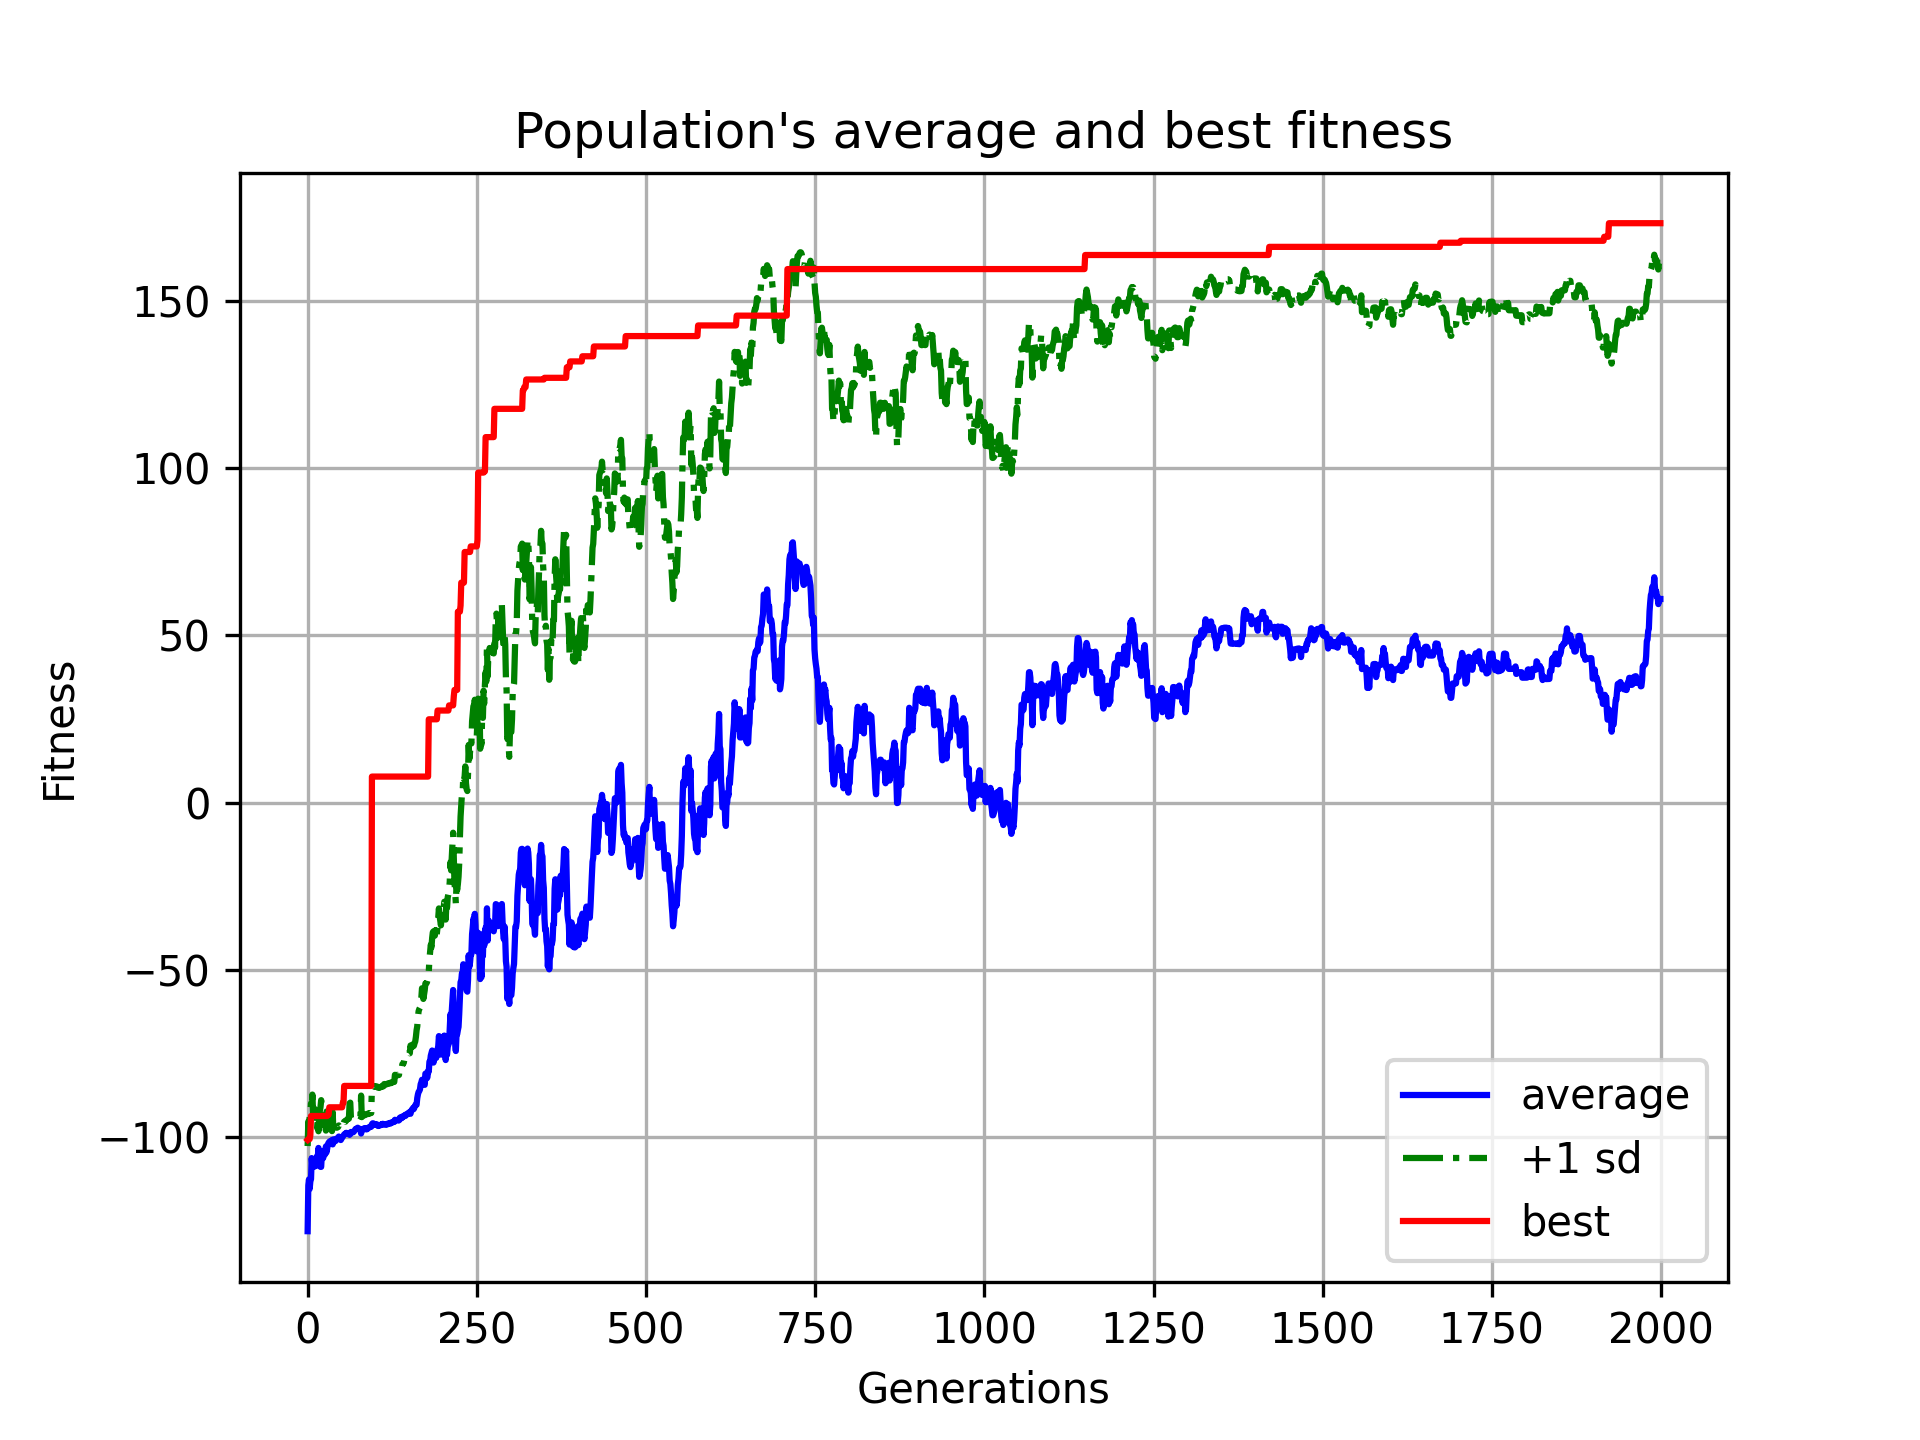 Population's average and best fitness
Fitness
150
100
50
0
−50
−100
0 250 500 750 1000 1250 1500 1750 2000
Generations
average
+1 sd
best